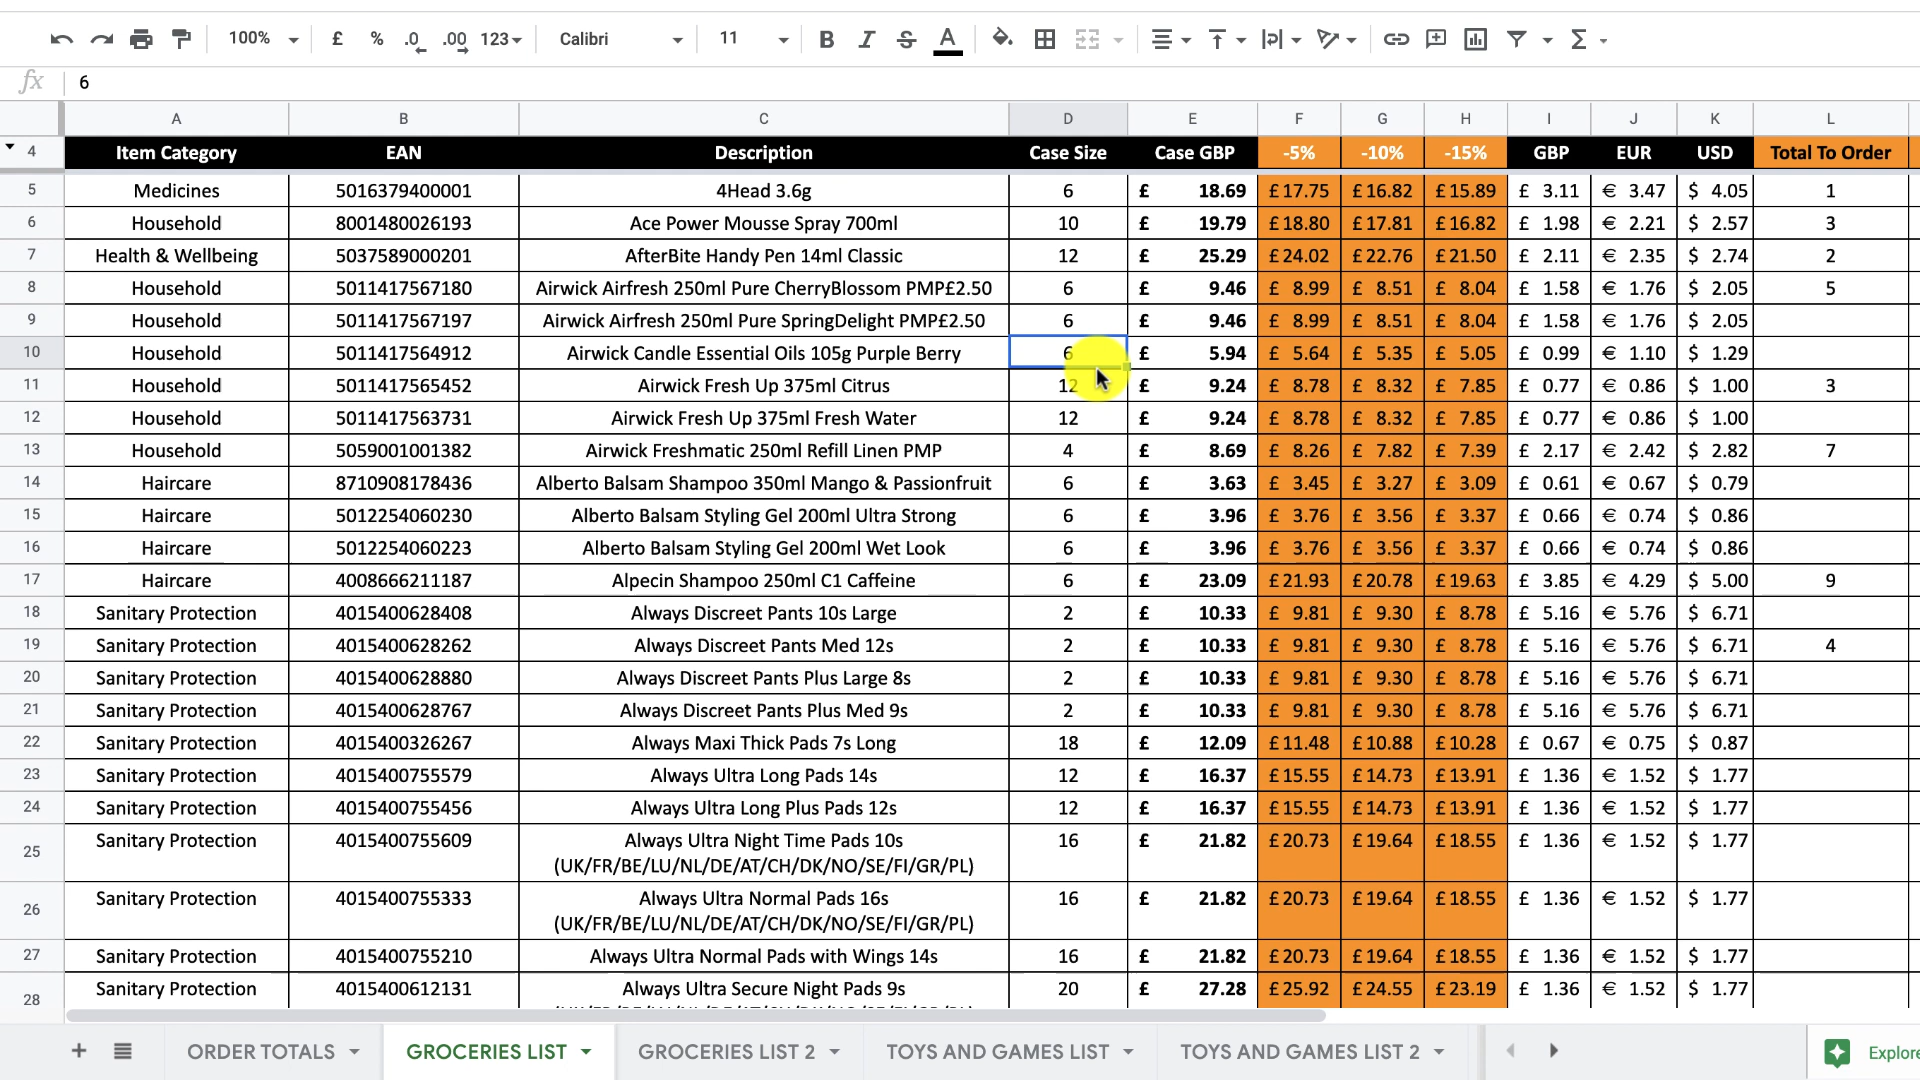 100% £ % .0 .00 123 Calibri 11 B I S A Σ
fx 6
A B C D E F G H I J K L
4 Item Category EAN Description Case Size Case GBP -5% -10% -15% GBP EUR USD Total To Order
5 Medicines 5016379400001 4Head 3.6g 6 £ 18.69 £17.75 £16.82 £15.89 £ 3.11 € 3.47 $ 4.05 1
6 Household 8001480026193 Ace Power Mousse Spray 700ml 10 £ 19.79 £18.80 £17.81 £16.82 £ 1.98 € 2.21 $ 2.57 3
7 Health & Wellbeing 5037589000201 AfterBite Handy Pen 14ml Classic 12 £ 25.29 £24.02 £22.76 £21.50 £ 2.11 € 2.35 $ 2.74 2
8 Household 5011417567180 Airwick Airfresh 250ml Pure CherryBlossom PMP£2.50 6 £ 9.46 £ 8.99 £ 8.51 £ 8.04 £ 1.58 € 1.76 $ 2.05 5
9 Household 5011417567197 Airwick Airfresh 250ml Pure SpringDelight PMP£2.50 6 £ 9.46 £ 8.99 £ 8.51 £ 8.04 £ 1.58 € 1.76 $ 2.05
10 Household 5011417564912 Airwick Candle Essential Oils 105g Purple Berry 6 £ 5.94 £ 5.64 £ 5.35 £ 5.05 £ 0.99 € 1.10 $ 1.29
11 Household 5011417565452 Airwick Fresh Up 375ml Citrus 12 £ 9.24 £ 8.78 £ 8.32 £ 7.85 £ 0.77 € 0.86 $ 1.00 3
12 Household 5011417563731 Airwick Fresh Up 375ml Fresh Water 12 £ 9.24 £ 8.78 £ 8.32 £ 7.85 £ 0.77 € 0.86 $ 1.00
13 Household 5059001001382 Airwick Freshmatic 250ml Refill Linen PMP 4 £ 8.69 £ 8.26 £ 7.82 £ 7.39 £ 2.17 € 2.42 $ 2.82 7
14 Haircare 8710908178436 Alberto Balsam Shampoo 350ml Mango & Passionfruit 6 £ 3.63 £ 3.45 £ 3.27 £ 3.09 £ 0.61 € 0.67 $ 0.79
15 Haircare 5012254060230 Alberto Balsam Styling Gel 200ml Ultra Strong 6 £ 3.96 £ 3.76 £ 3.56 £ 3.37 £ 0.66 € 0.74 $ 0.86
16 Haircare 5012254060223 Alberto Balsam Styling Gel 200ml Wet Look 6 £ 3.96 £ 3.76 £ 3.56 £ 3.37 £ 0.66 € 0.74 $ 0.86
17 Haircare 4008666211187 Alpecin Shampoo 250ml C1 Caffeine 6 £ 23.09 £21.93 £20.78 £19.63 £ 3.85 € 4.29 $ 5.00 9
18 Sanitary Protection 4015400628408 Always Discreet Pants 10s Large 2 £ 10.33 £ 9.81 £ 9.30 £ 8.78 £ 5.16 € 5.76 $ 6.71
19 Sanitary Protection 4015400628262 Always Discreet Pants Med 12s 2 £ 10.33 £ 9.81 £ 9.30 £ 8.78 £ 5.16 € 5.76 $ 6.71 4
20 Sanitary Protection 4015400628880 Always Discreet Pants Plus Large 8s 2 £ 10.33 £ 9.81 £ 9.30 £ 8.78 £ 5.16 € 5.76 $ 6.71
21 Sanitary Protection 4015400628767 Always Discreet Pants Plus Med 9s 2 £ 10.33 £ 9.81 £ 9.30 £ 8.78 £ 5.16 € 5.76 $ 6.71
22 Sanitary Protection 4015400326267 Always Maxi Thick Pads 7s Long 18 £ 12.09 £11.48 £10.88 £10.28 £ 0.67 € 0.75 $ 0.87
23 Sanitary Protection 4015400755579 Always Ultra Long Pads 14s 12 £ 16.37 £15.55 £14.73 £13.91 £ 1.36 € 1.52 $ 1.77
24 Sanitary Protection 4015400755456 Always Ultra Long Plus Pads 12s 12 £ 16.37 £15.55 £14.73 £13.91 £ 1.36 € 1.52 $ 1.77
25 Sanitary Protection 4015400755609 Always Ultra Night Time Pads 10s 16 £ 21.82 £20.73 £19.64 £18.55 £ 1.36 € 1.52 $ 1.77
(UK/FR/BE/LU/NL/DE/AT/CH/DK/NO/SE/FI/GR/PL)
26 Sanitary Protection 4015400755333 Always Ultra Normal Pads 16s 16 £ 21.82 £20.73 £19.64 £18.55 £ 1.36 € 1.52 $ 1.77
(UK/FR/BE/LU/NL/DE/AT/CH/DK/NO/SE/FI/GR/PL)
27 Sanitary Protection 4015400755210 Always Ultra Normal Pads with Wings 14s 16 £ 21.82 £20.73 £19.64 £18.55 £ 1.36 € 1.52 $ 1.77
28 Sanitary Protection 4015400612131 Always Ultra Secure Night Pads 9s 20 £ 27.28 £25.92 £24.55 £23.19 £ 1.36 € 1.52 $ 1.77
+ ORDER TOTALS GROCERIES LIST GROCERIES LIST 2 TOYS AND GAMES LIST TOYS AND GAMES LIST 2 Explore